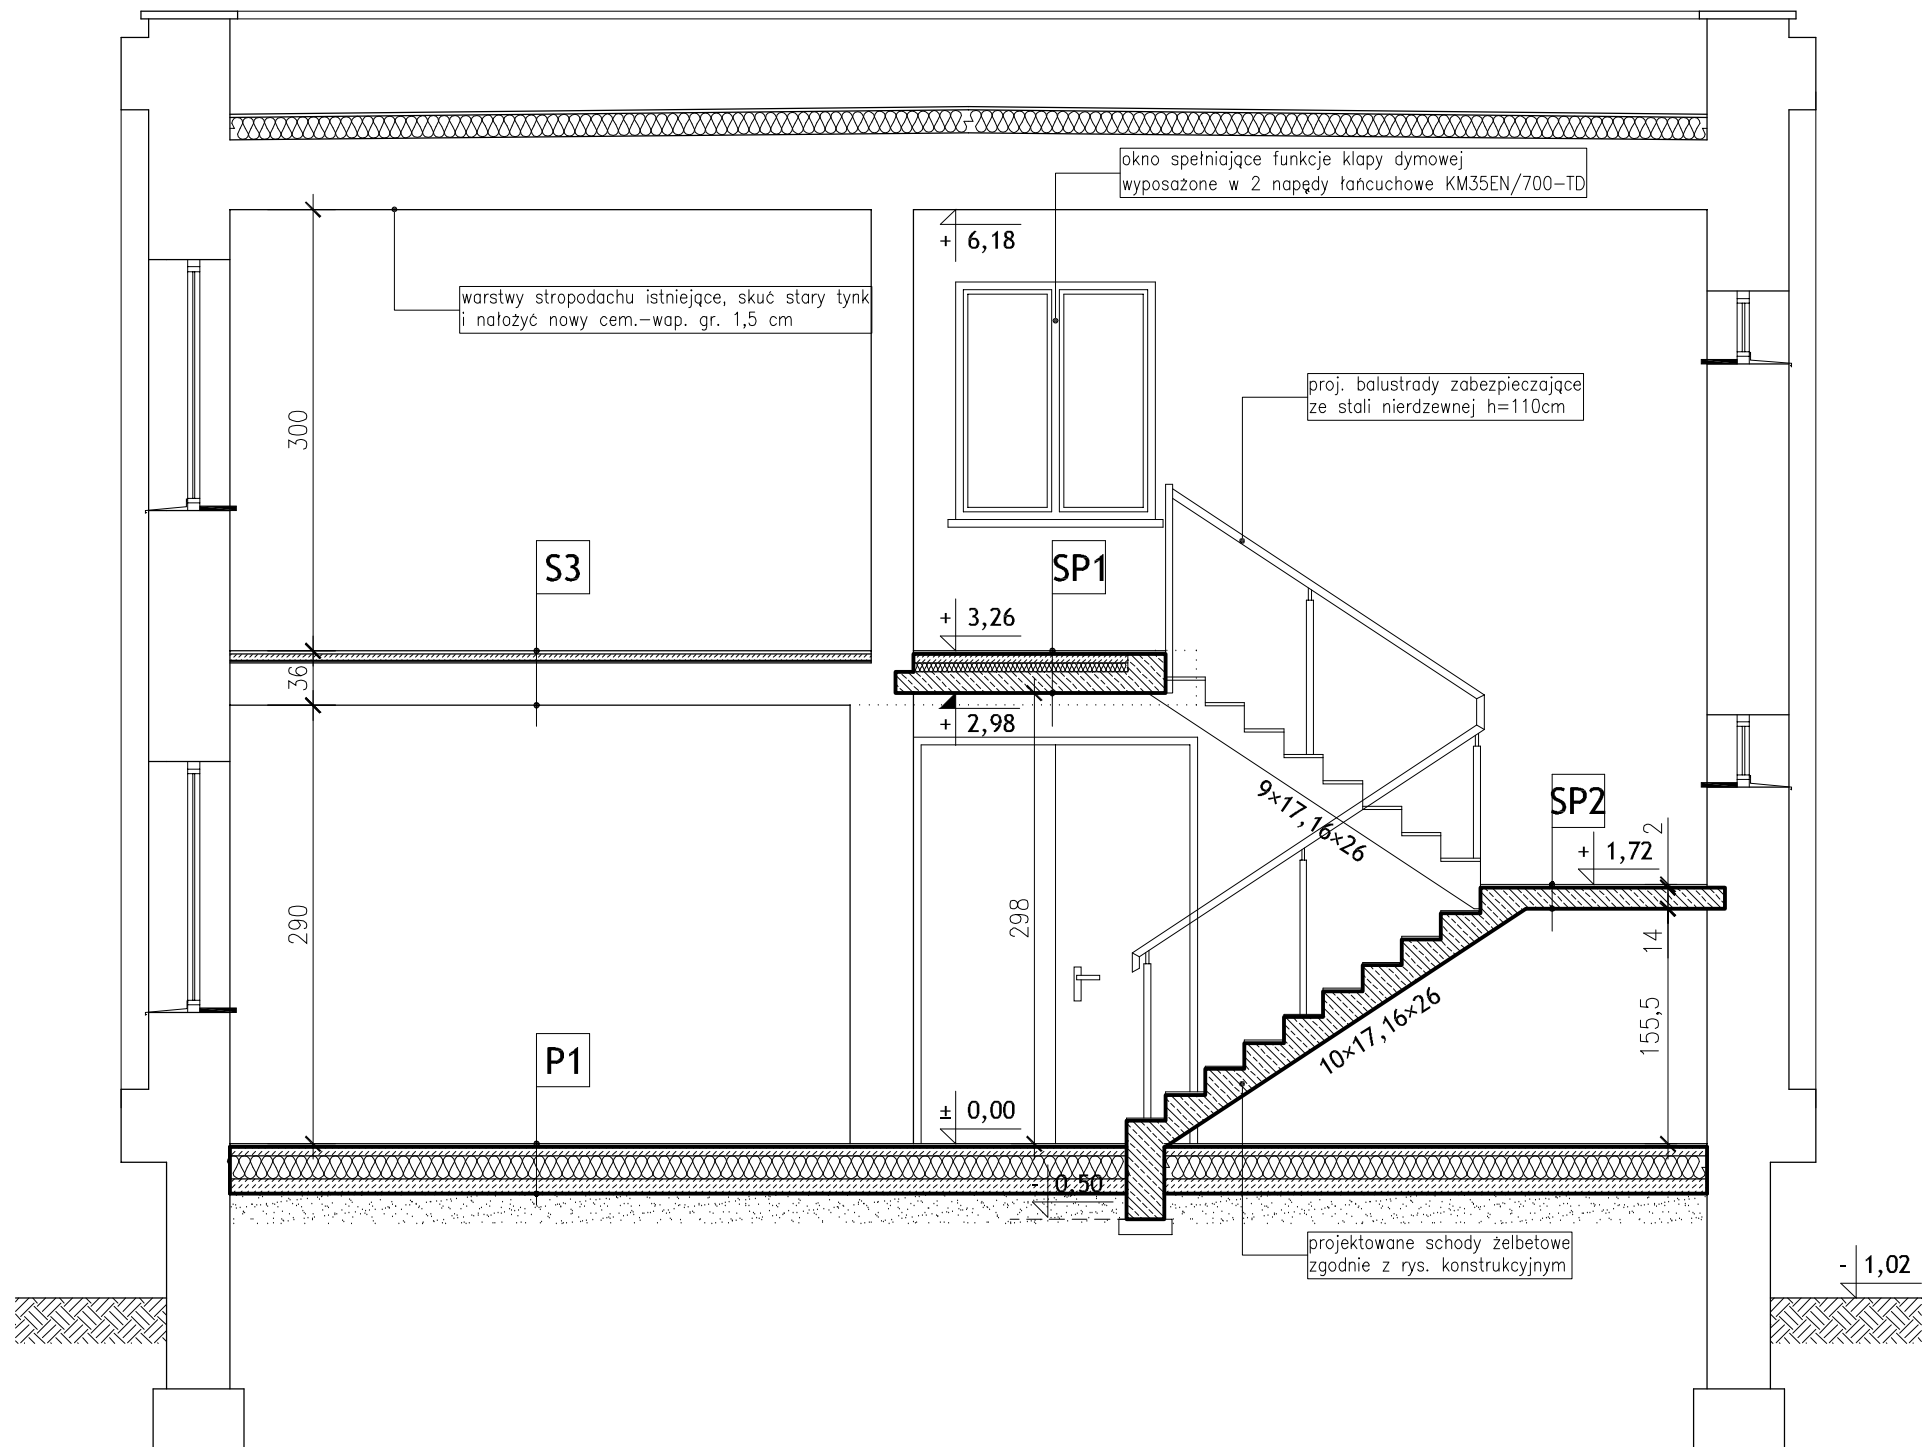 okno spełniające funkcje klapy dymowej
wyposażone w 2 napędy łańcuchowe KM35EN/700-TD
+ 6,18
warstwy stropodachu istniejące, skuć stary tynk
i nałożyć nowy cem.-wap. gr. 1,5 cm
proj. balustrady zabezpieczające
ze stali nierdzewnej h=110cm
300
S3
SP1
+ 3,26
36
+ 2,98
9×17,16×26
SP2
2
+ 1,72
290
298
14
10×17,16×26
155,5
P1
± 0,00
- 0,50
projektowane schody żelbetowe
zgodnie z rys. konstrukcyjnym
- 1,02